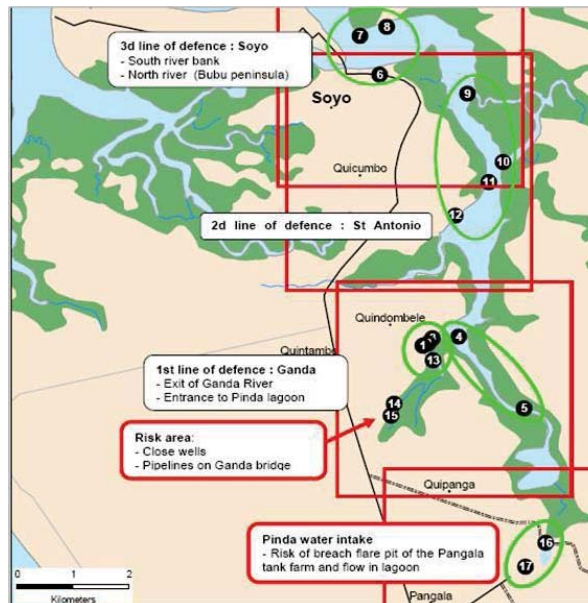 3d line of defence : Soyo
- South river bank
- North river (Bubu peninsula)
7
8
6
Soyo
9
Quicumbo
10
11
12
2d line of defence : St Antonio
Quindombele
1
4
13
Quintambo
1st line of defence : Ganda
- Exit of Ganda River
- Entrance to Pinda lagoon
5
14
15
Risk area:
- Close wells
- Pipelines on Ganda bridge
Quipanga
Pinda water intake
- Risk of breach flare pit of the Pangala
tank farm and flow in lagoon
16
17
0 1 2
Kilometers
Pangala